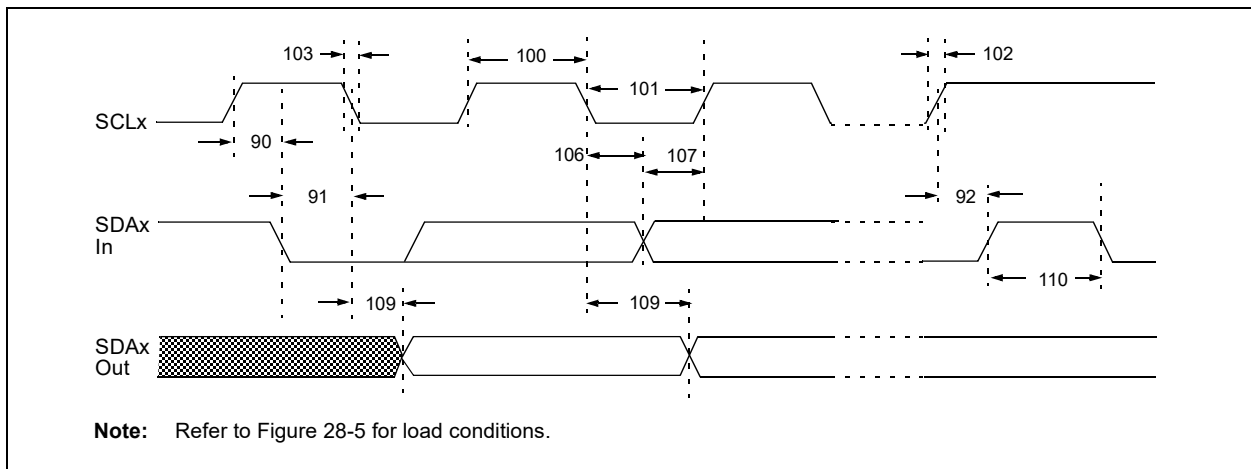 103
100
102
101
SCLx
90
106
107
91
92
SDAx
In
110
109
109
SDAx
Out
Note: Refer to Figure 28-5 for load conditions.